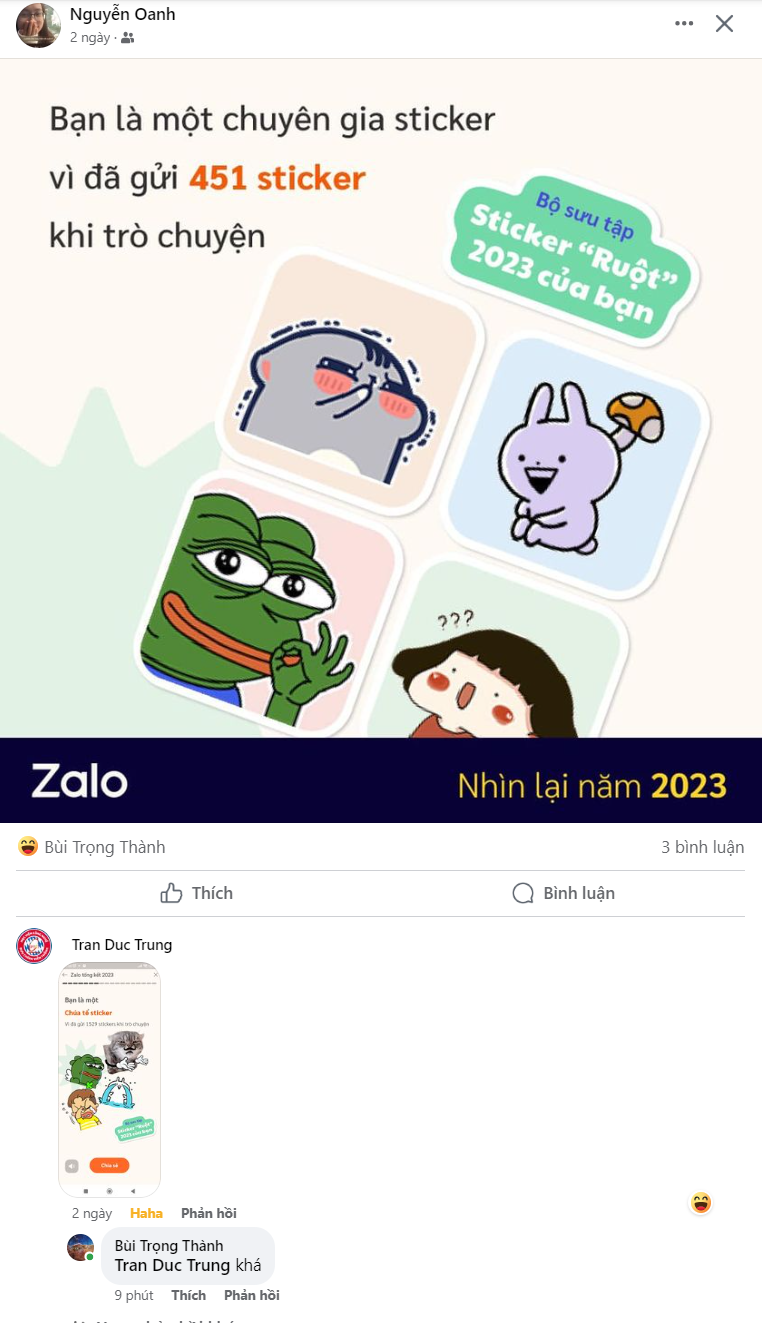 Nguyễn Oanh
2 ngày ·
Bạn là một chuyên gia sticker
vì đã gửi 451 sticker
khi trò chuyện
Bộ sưu tập
Sticker “Ruột”
2023 của bạn
???
Zalo
Nhìn lại năm 2023
Bùi Trọng Thành
3 bình luận
Thích
Bình luận
Tran Duc Trung
Zalo tổng kết 2023
Bạn là một
Chúa tể sticker
Vì đã gửi 1529 stickers khi trò chuyện
Bộ sưu tập
Sticker “Ruột”
2023 của bạn
Chia sẻ
2 ngày
Haha
Phản hồi
Bùi Trọng Thành
Tran Duc Trung khá
9 phút
Thích
Phản hồi